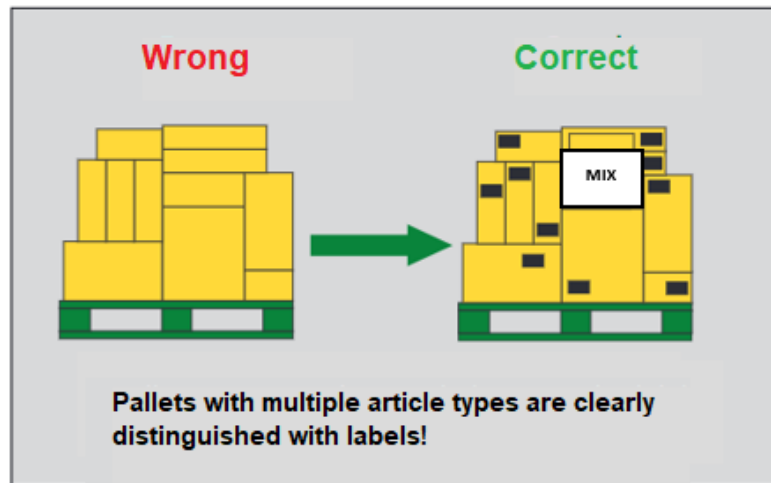 Wrong
Correct
MIX
Pallets with multiple article types are clearly
distinguished with labels!